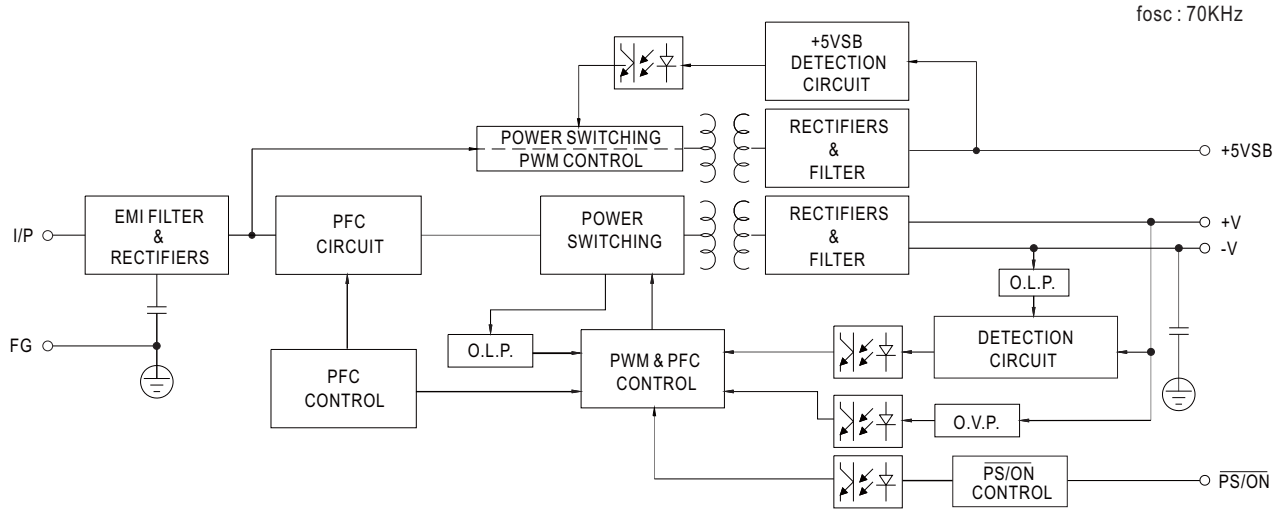 fosc : 70KHz
+5VSB
DETECTION
CIRCUIT
POWER SWITCHING
PWM CONTROL
RECTIFIERS
&
FILTER
+5VSB
I/P
EMI FILTER
&
RECTIFIERS
PFC
CIRCUIT
POWER
SWITCHING
RECTIFIERS
&
FILTER
+V
-V
O.L.P.
FG
O.L.P.
PFC
CONTROL
PWM & PFC
CONTROL
DETECTION
CIRCUIT
O.V.P.
PS/ON
CONTROL
PS/ON